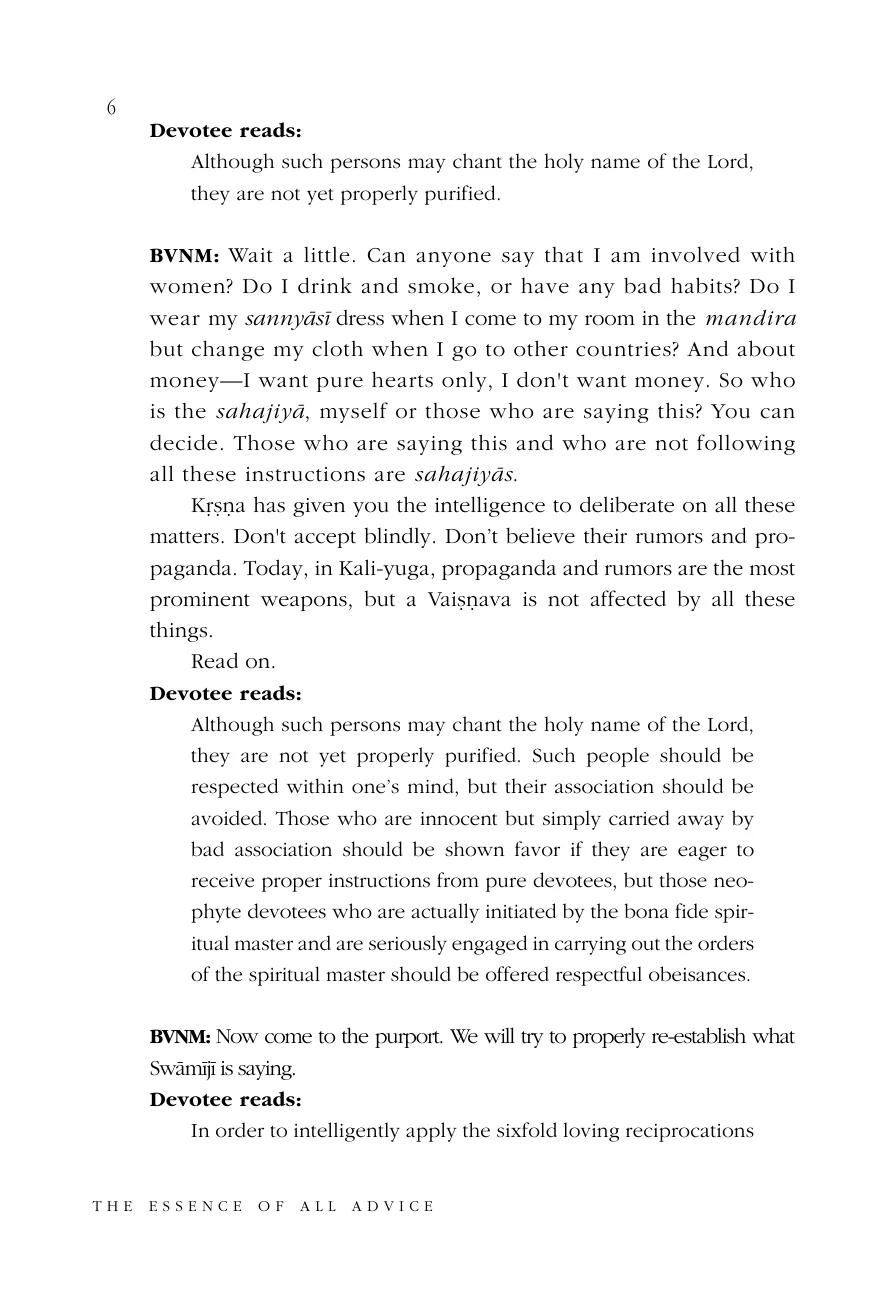 6
Devotee reads:
Although such persons may chant the holy name of the Lord,
they are not yet properly purified.
BVNM: Wait a little. Can anyone say that I am involved with
women? Do I drink and smoke, or have any bad habits? Do I
wear my sannyāsī dress when I come to my room in the mandira
but change my cloth when I go to other countries? And about
money—I want pure hearts only, I don't want money. So who
is the sahajiyā, myself or those who are saying this? You can
decide. Those who are saying this and who are not following
all these instructions are sahajiyās.
Kṛṣṇa has given you the intelligence to deliberate on all these
matters. Don't accept blindly. Don’t believe their rumors and pro-
paganda. Today, in Kali-yuga, propaganda and rumors are the most
prominent weapons, but a Vaiṣṇava is not affected by all these
things.
Read on.
Devotee reads:
Although such persons may chant the holy name of the Lord,
they are not yet properly purified. Such people should be
respected within one’s mind, but their association should be
avoided. Those who are innocent but simply carried away by
bad association should be shown favor if they are eager to
receive proper instructions from pure devotees, but those neo-
phyte devotees who are actually initiated by the bona fide spir-
itual master and are seriously engaged in carrying out the orders
of the spiritual master should be offered respectful obeisances.
BVNM: Now come to the purport. We will try to properly re-establish what
Swāmījī is saying.
Devotee reads:
In order to intelligently apply the sixfold loving reciprocations
THE ESSENCE OF ALL ADVICE